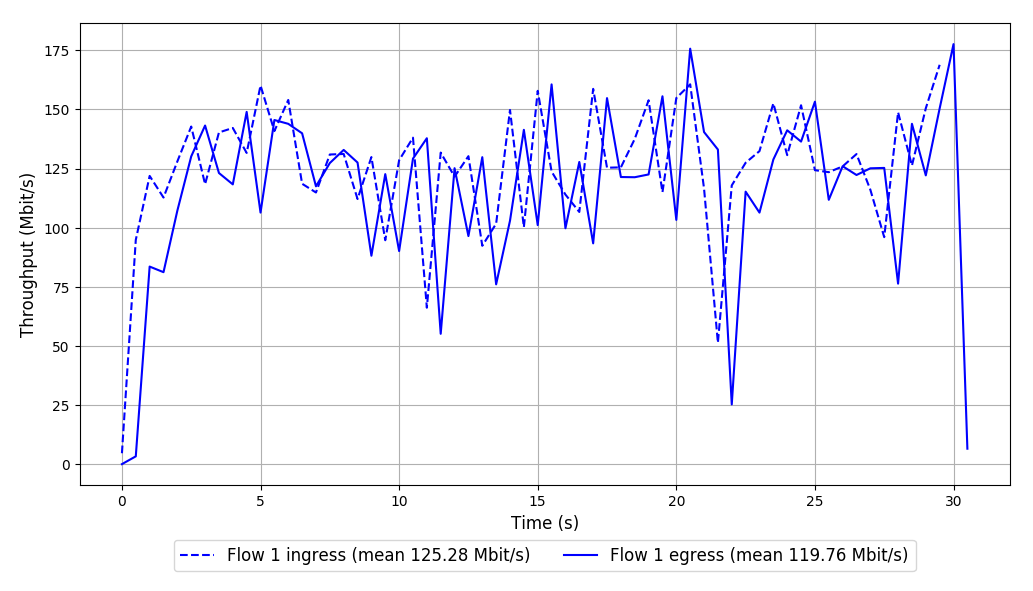 Throughput (Mbit/s)
175
150
125
100
75
50
25
0
0 5 10 15 20 25 30
Time (s)
Flow 1 ingress (mean 125.28 Mbit/s) Flow 1 egress (mean 119.76 Mbit/s)